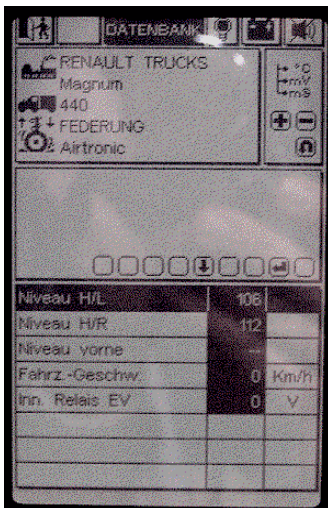 DATENBANK
RENAULT TRUCKS
Magnum
440
FEDERUNG
Airtronic
°C
mV
mS
Niveau H/L 106
Niveau H/R 112
Niveau vorne --
Fahrz.-Geschw. 0 Km/h
Inn. Relais EV 0 V